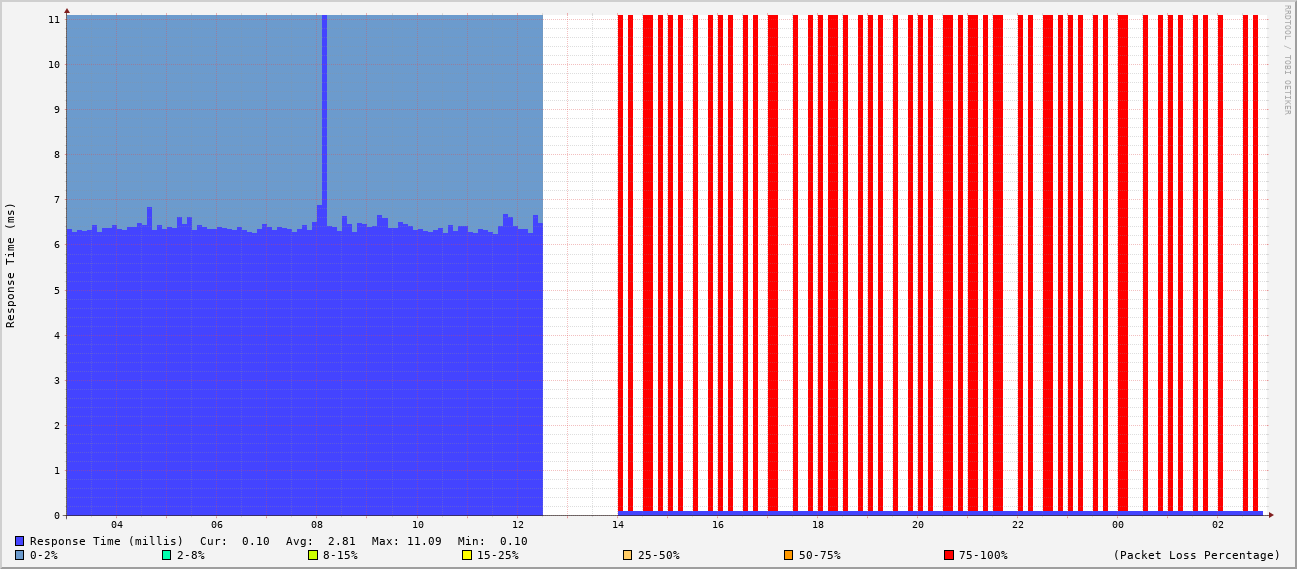 RRDTOOL / TOBI OETIKER
Response Time (ms)
11
10
9
8
7
6
5
4
3
2
1
0
04 06 08 10 12 14 16 18 20 22 00 02
Response Time (millis) Cur: 0.10 Avg: 2.81 Max: 11.09 Min: 0.10
0-2% 2-8% 8-15% 15-25% 25-50% 50-75% 75-100% (Packet Loss Percentage)